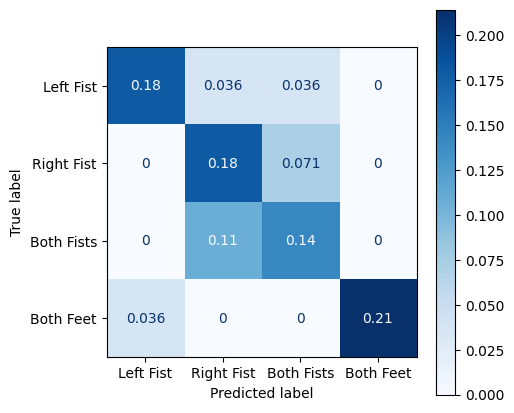 Left Fist 0.18 0.036 0.036 0
Right Fist 0 0.18 0.071 0
Both Fists 0 0.11 0.14 0
Both Feet 0.036 0 0 0.21
Left Fist Right Fist Both Fists Both Feet
Predicted label
True label
0.200
0.175
0.150
0.125
0.100
0.075
0.050
0.025
0.000